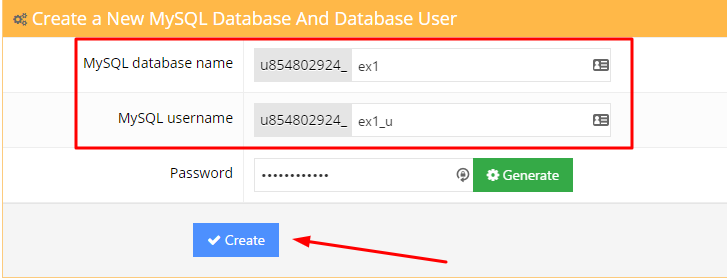 Create a New MySQL Database And Database User
MySQL database name u854802924_ ex1
MySQL username u854802924_ ex1_u
Password •••••••••••• Generate
Create